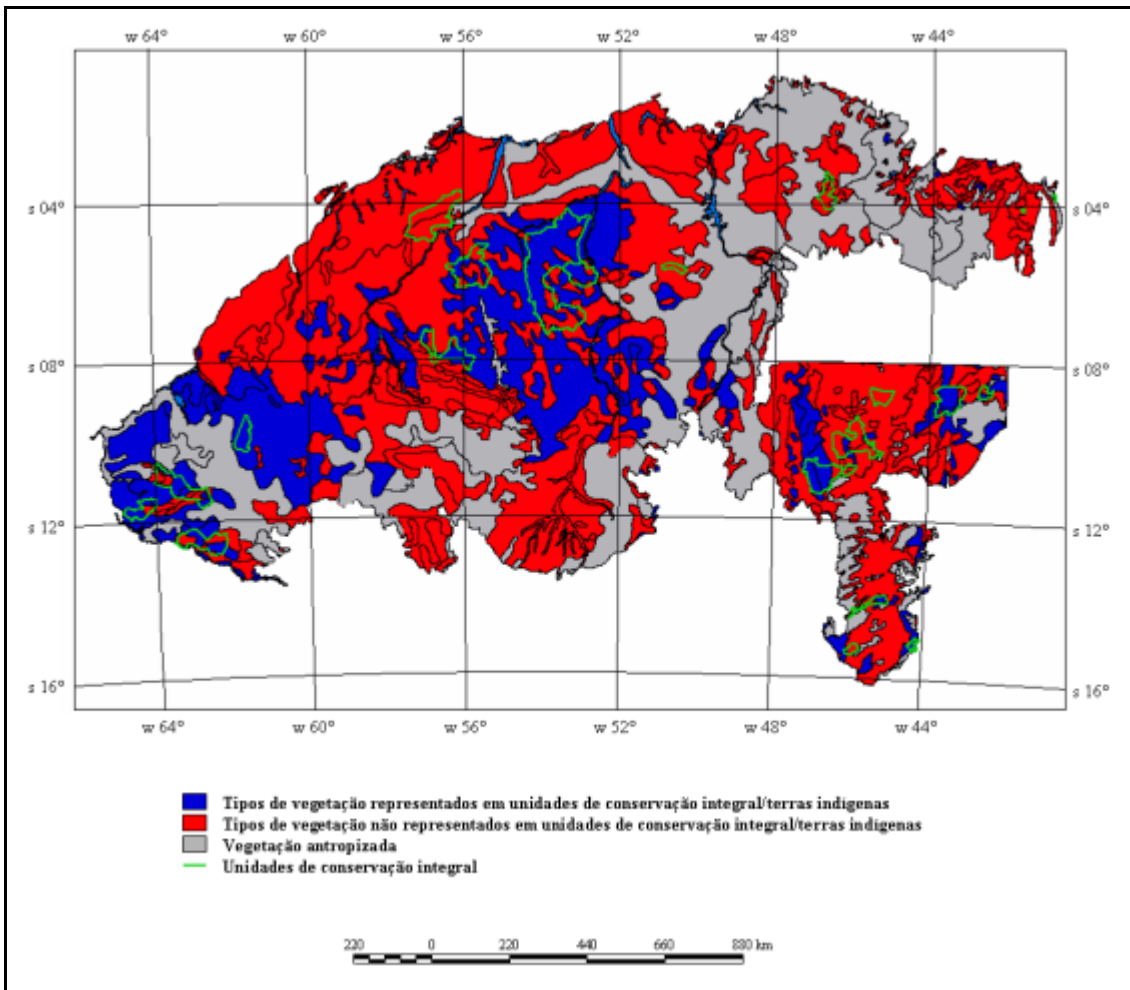 w 64° w 60° w 56° w 52° w 48° w 44°
s 04° s 04°
s 08° s 08°
s 12° s 12°
s 16° s 16°
w 64° w 60° w 56° w 52° w 48° w 44°
Tipos de vegetação representados em unidades de conservação integral/terras indígenas
Tipos de vegetação não representados em unidades de conservação integral/terras indígenas
Vegetação antropizada
Unidades de conservação integral
220 0 220 440 660 880 km